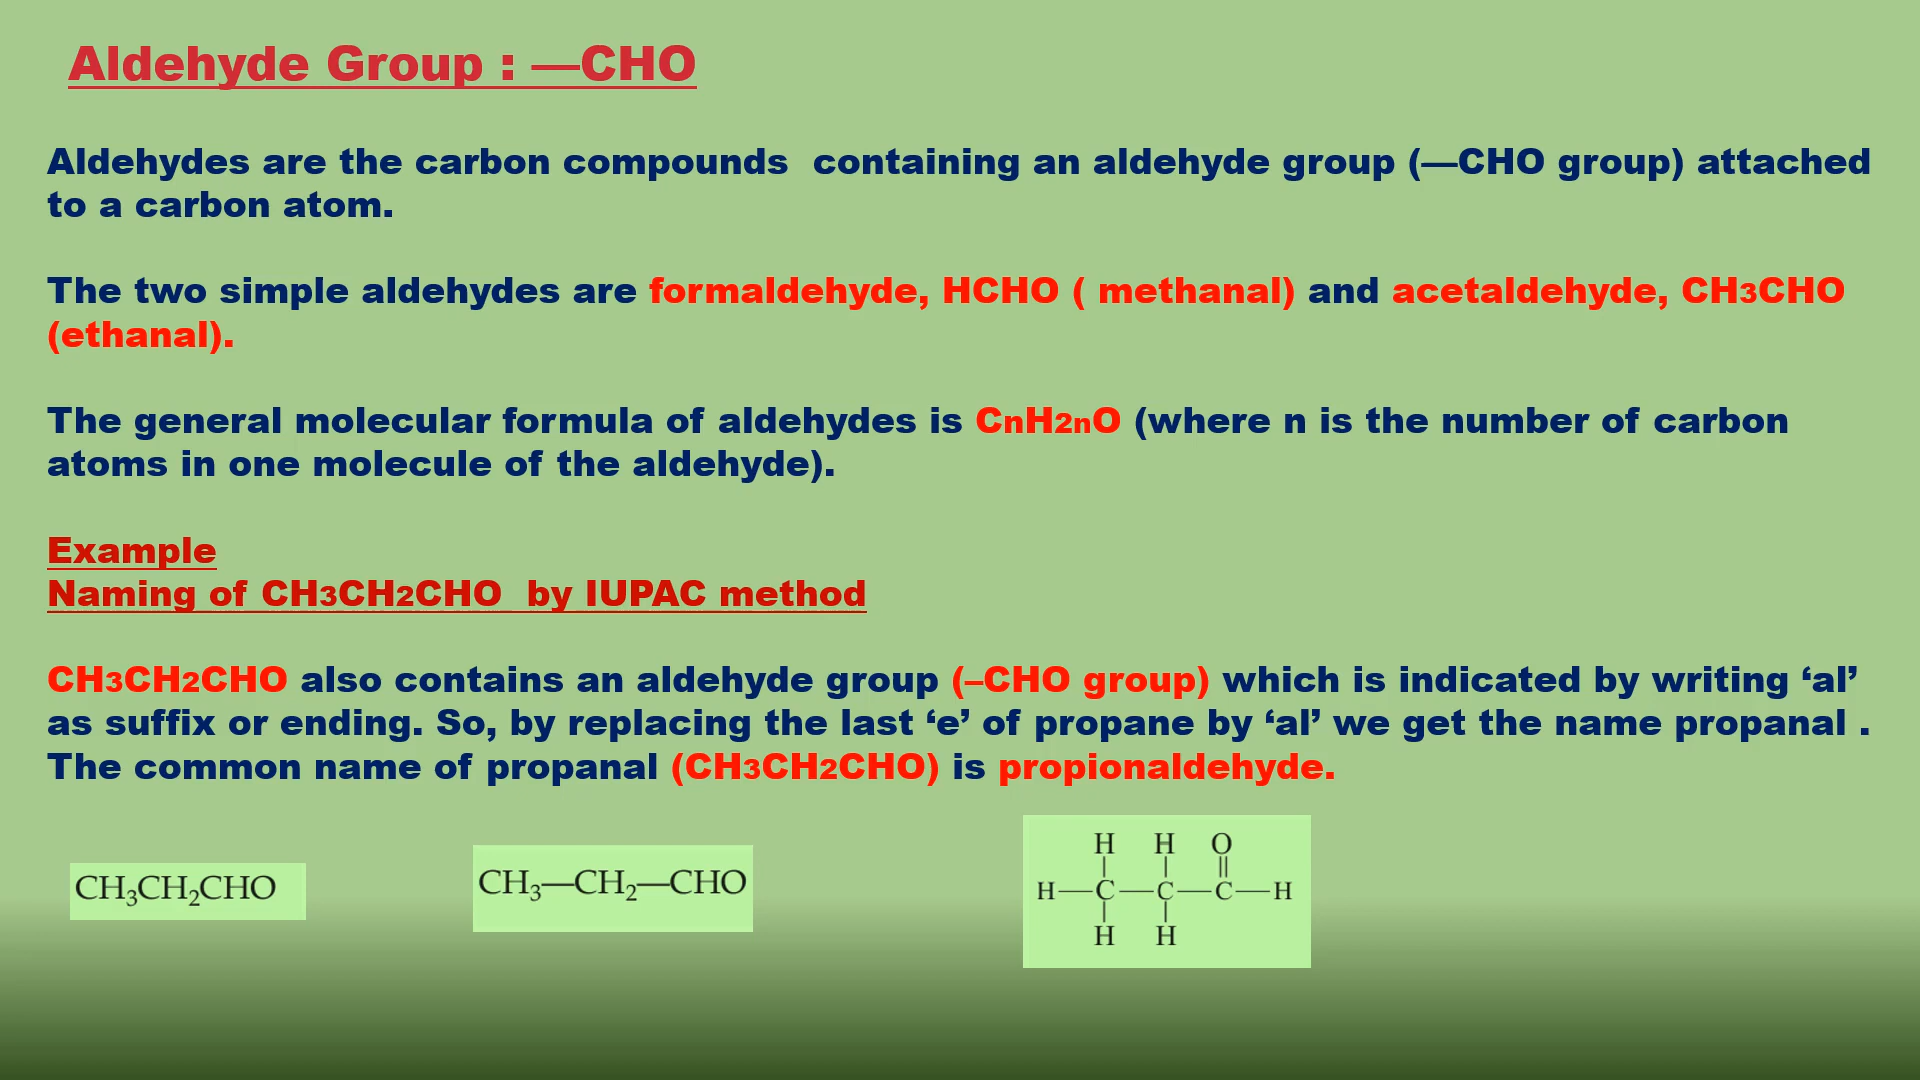 Aldehyde Group : —CHO
Aldehydes are the carbon compounds  containing an aldehyde group (—CHO group) attached
to a carbon atom.
The two simple aldehydes are formaldehyde, HCHO ( methanal) and acetaldehyde, CH3CHO
(ethanal).
The general molecular formula of aldehydes is CnH2nO (where n is the number of carbon
atoms in one molecule of the aldehyde).
Example
Naming of CH3CH2CHO  by IUPAC method
CH3CH2CHO also contains an aldehyde group (–CHO group) which is indicated by writing ‘al’
as suffix or ending. So, by replacing the last ‘e’ of propane by ‘al’ we get the name propanal .
The common name of propanal (CH3CH2CHO) is propionaldehyde.
CH₃CH₂CHO
CH₃—CH₂—CHO
H H O
H—C—C—C—H
H H